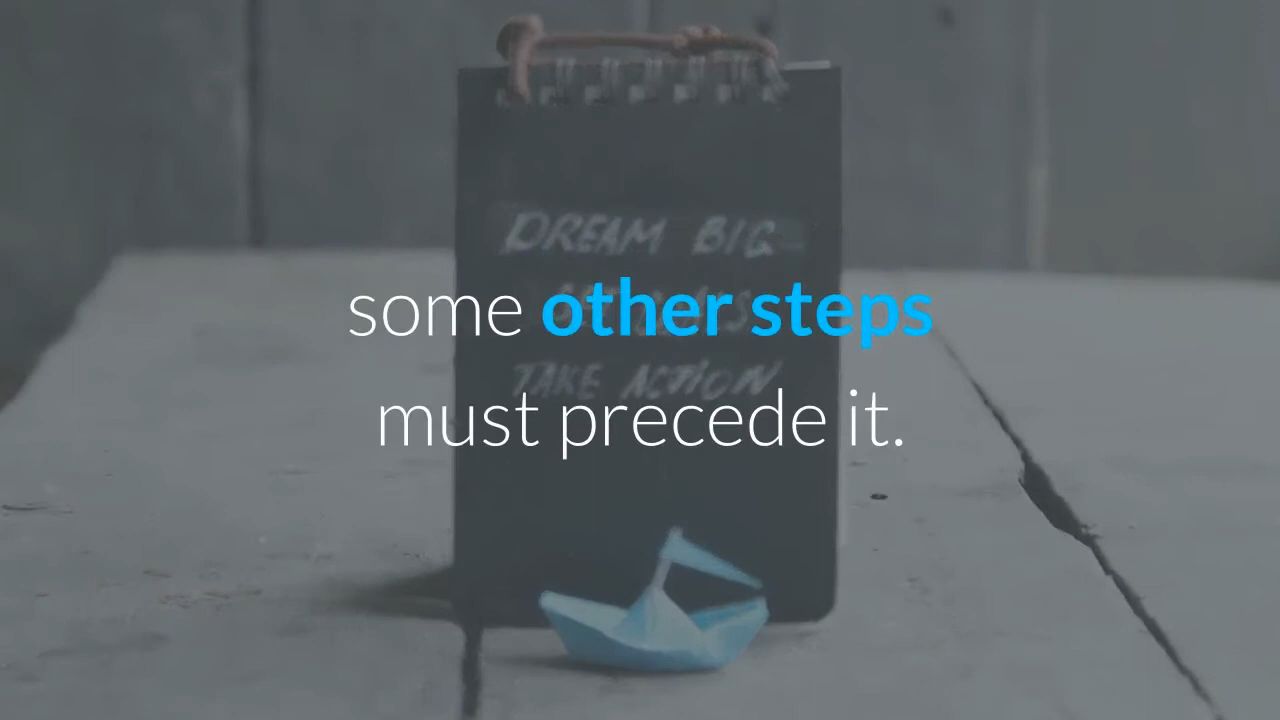 DREAM BIG
some other steps
TAKE ACTION
must precede it.